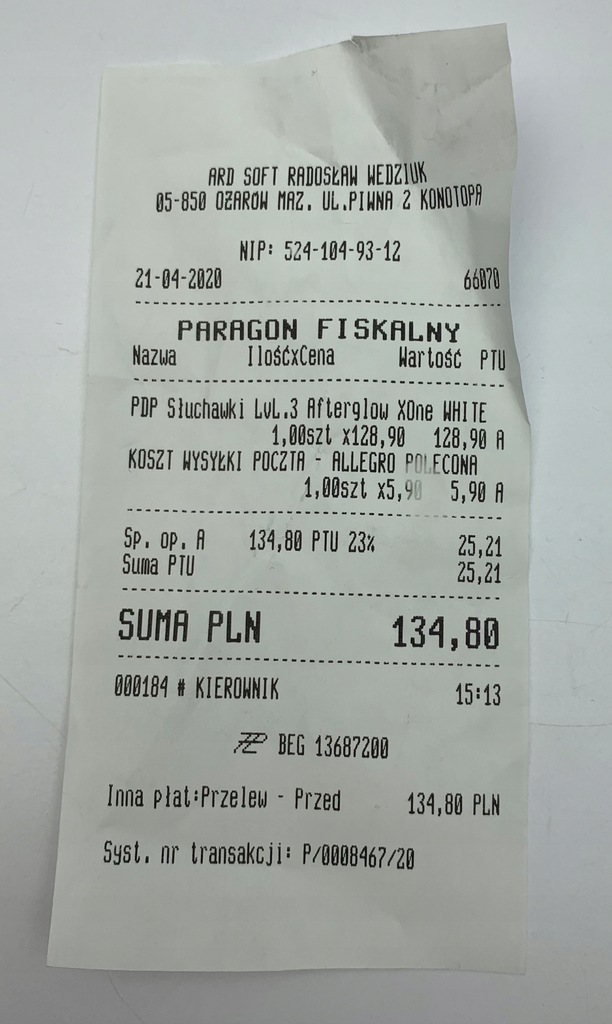 ARD SOFT RADOSŁAW WEDZIUK
05-850 OŻARÓW MAZ. UL.PIWNA 2 KONOTOPA
NIP: 524-104-93-12
21-04-2020 66070
PARAGON FISKALNY
Nazwa IlośćxCena Wartość PTU
PDP Słuchawki LvL.3 Afterglow XOne WHITE
1,00szt x128,90 128,90 A
KOSZT WYSYŁKI POCZTA - ALLEGRO POLECONA
1,00szt x5,90 5,90 A
Sp. op. A 134,80 PTU 23% 25,21
Suma PTU 25,21
SUMA PLN 134,80
000184 # KIEROWNIK 15:13
BEG 13687200
Inna płat:Przelew - Przed 134,80 PLN
Syst. nr transakcji: P/0008467/20